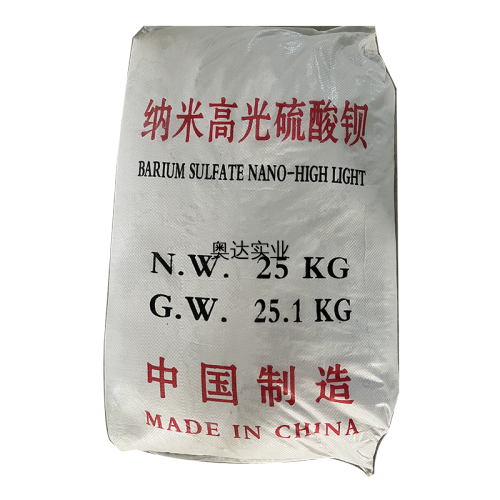 纳米高光硫酸钡
BARIUM SULFATE NANO-HIGH LIGHT
奥达实业
N.W. 25 KG
G.W. 25.1 KG
中国制造
MADE IN CHINA